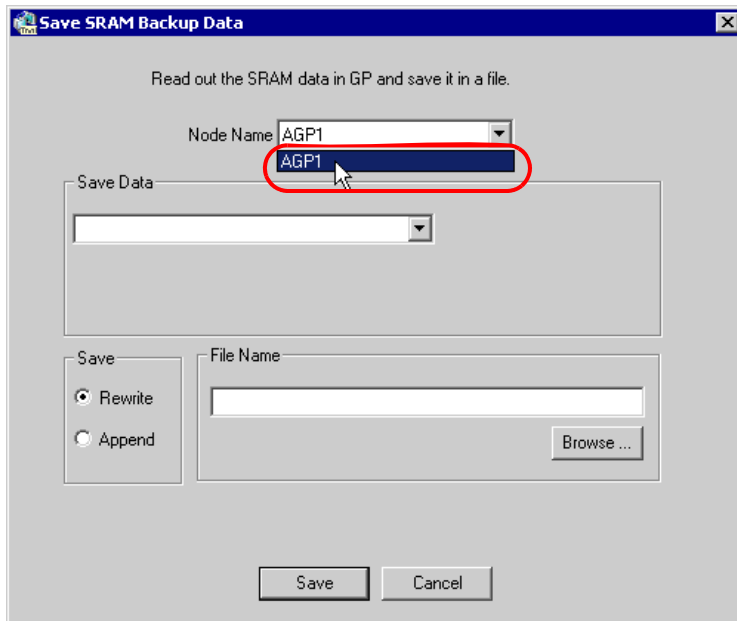 Save SRAM Backup Data
Read out the SRAM data in GP and save it in a file.
Node Name AGP1
AGP1
Save Data
Save
Rewrite
Append
File Name
Browse ...
Save Cancel